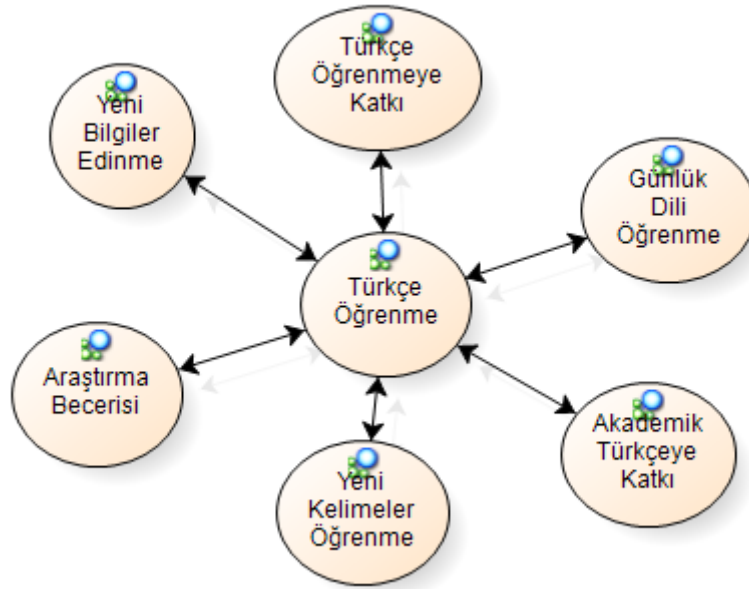 Türkçe
Öğrenmeye
Katkı
Yeni
Bilgiler
Edinme
Günlük
Dili
Öğrenme
Türkçe
Öğrenme
Araştırma
Becerisi
Akademik
Türkçeye
Katkı
Yeni
Kelimeler
Öğrenme